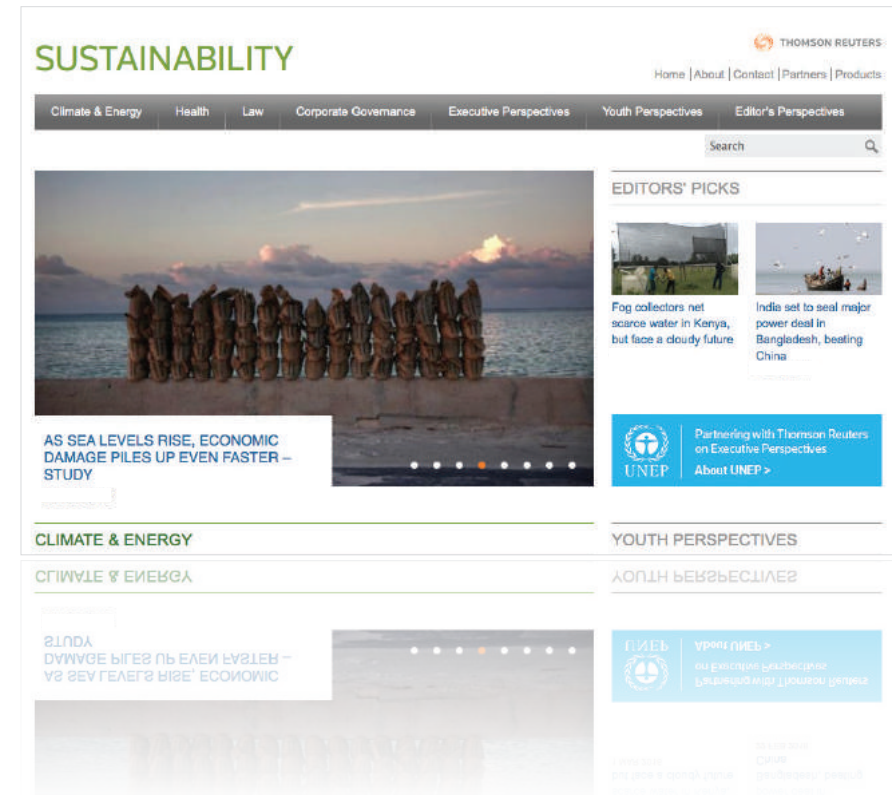 THOMSON REUTERS
SUSTAINABILITY
Home | About | Contact | Partners | Products
Climate & Energy Health Law Corporate Governance Executive Perspectives Youth Perspectives Editor's Perspectives
Search
EDITORS' PICKS
Fog collectors net
scarce water in Kenya,
but face a cloudy future
India set to seal major
power deal in
Bangladesh, beating
China
AS SEA LEVELS RISE, ECONOMIC
DAMAGE PILES UP EVEN FASTER –
STUDY
UNEP
Partnering with Thomson Reuters
on Executive Perspectives
About UNEP >
CLIMATE & ENERGY
YOUTH PERSPECTIVES